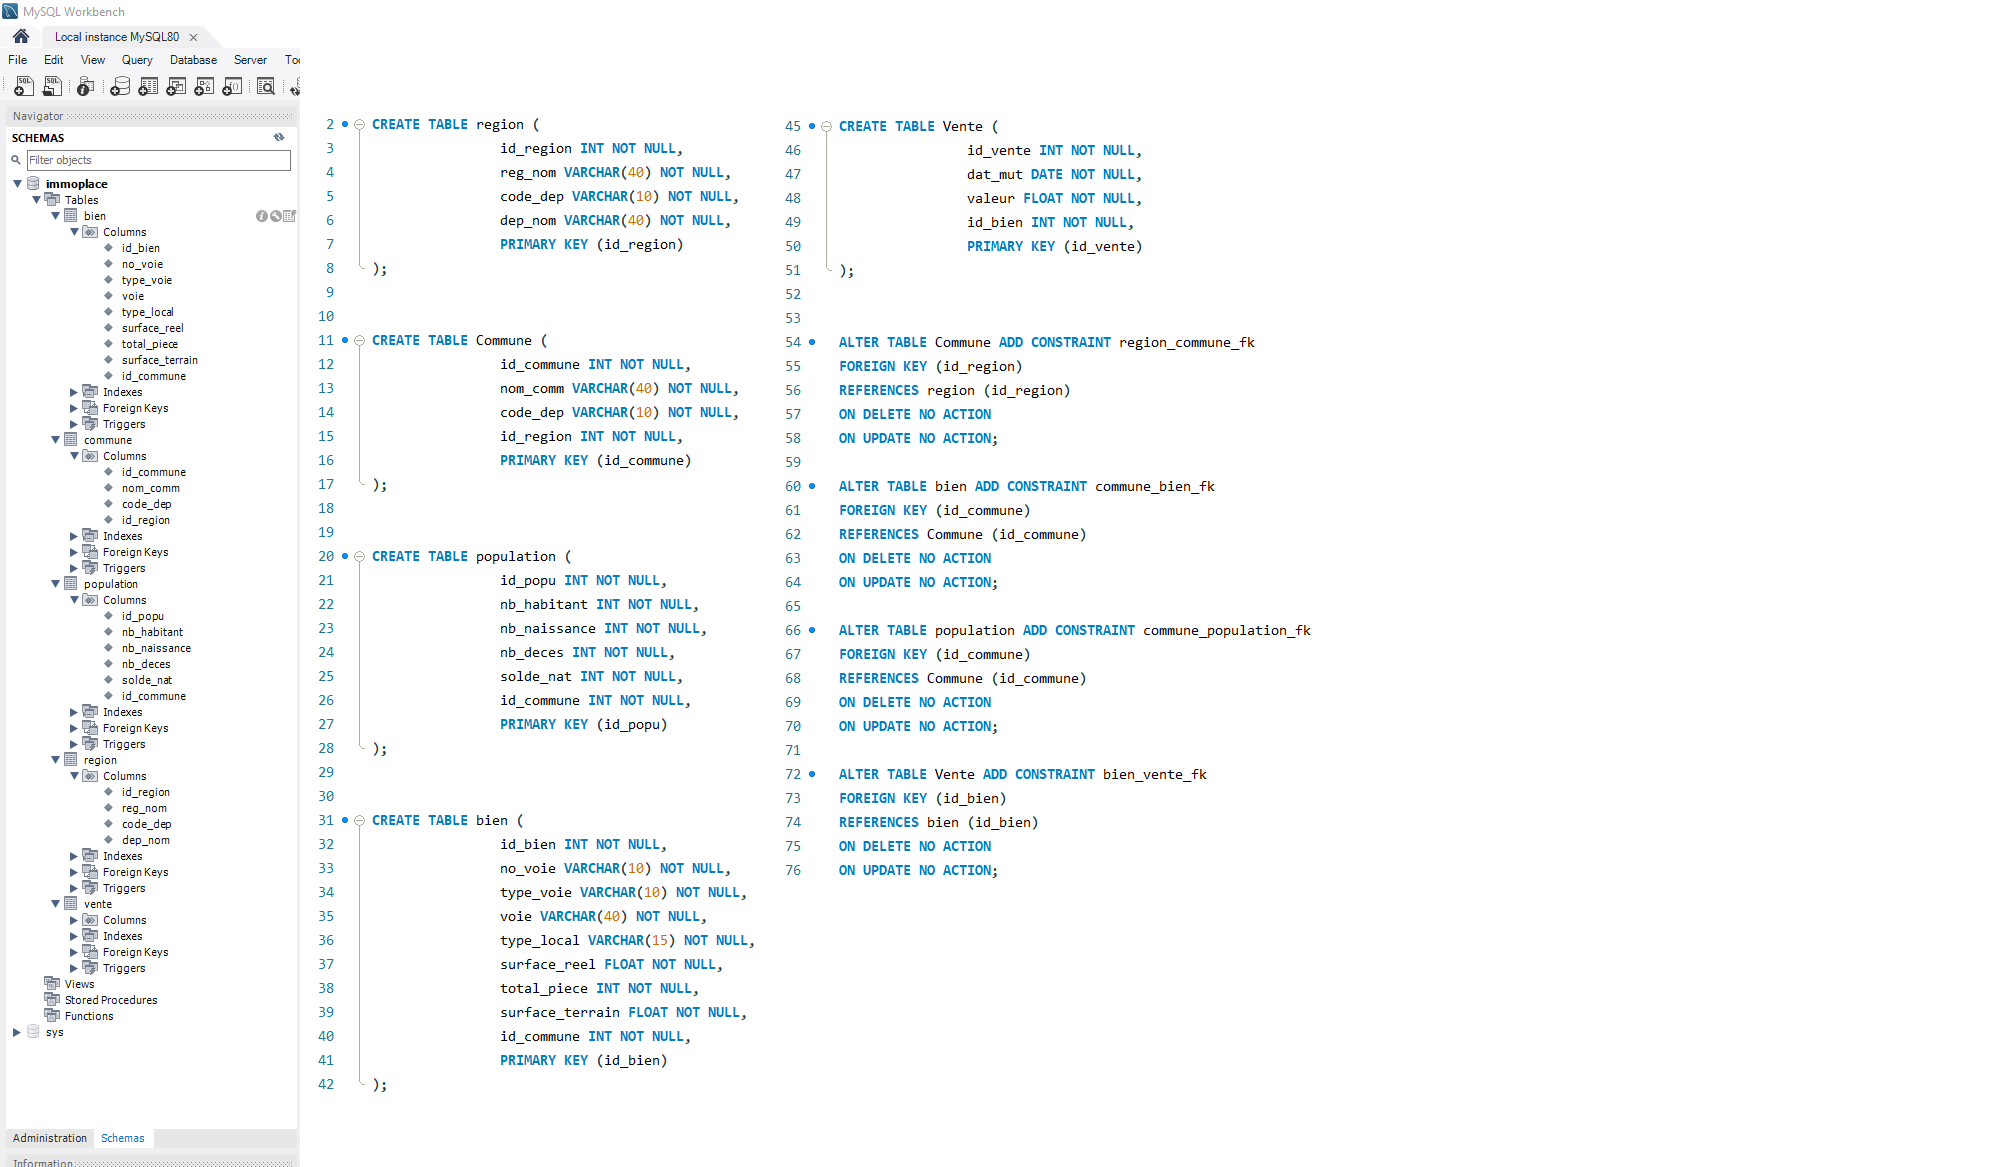 MySQL Workbench
Local instance MySQL80
File Edit View Query Database Server Too
Navigator
SCHEMAS
Filter objects
immoplace
Tables
bien
Columns
id_bien
no_voie
type_voie
voie
type_local
surface_reel
total_piece
surface_terrain
id_commune
Indexes
Foreign Keys
Triggers
commune
Columns
id_commune
nom_comm
code_dep
id_region
Indexes
Foreign Keys
Triggers
population
Columns
id_popu
nb_habitant
nb_naissance
nb_deces
solde_nat
id_commune
Indexes
Foreign Keys
Triggers
region
Columns
id_region
reg_nom
code_dep
dep_nom
Indexes
Foreign Keys
Triggers
vente
Columns
Indexes
Foreign Keys
Triggers
Views
Stored Procedures
Functions
sys
Administration Schemas
Information
2 CREATE TABLE region (
3 id_region INT NOT NULL,
4 reg_nom VARCHAR(40) NOT NULL,
5 code_dep VARCHAR(10) NOT NULL,
6 dep_nom VARCHAR(40) NOT NULL,
7 PRIMARY KEY (id_region)
8 );
9
10
11 CREATE TABLE Commune (
12 id_commune INT NOT NULL,
13 nom_comm VARCHAR(40) NOT NULL,
14 code_dep VARCHAR(10) NOT NULL,
15 id_region INT NOT NULL,
16 PRIMARY KEY (id_commune)
17 );
18
19
20 CREATE TABLE population (
21 id_popu INT NOT NULL,
22 nb_habitant INT NOT NULL,
23 nb_naissance INT NOT NULL,
24 nb_deces INT NOT NULL,
25 solde_nat INT NOT NULL,
26 id_commune INT NOT NULL,
27 PRIMARY KEY (id_popu)
28 );
29
30
31 CREATE TABLE bien (
32 id_bien INT NOT NULL,
33 no_voie VARCHAR(10) NOT NULL,
34 type_voie VARCHAR(10) NOT NULL,
35 voie VARCHAR(40) NOT NULL,
36 type_local VARCHAR(15) NOT NULL,
37 surface_reel FLOAT NOT NULL,
38 total_piece INT NOT NULL,
39 surface_terrain FLOAT NOT NULL,
40 id_commune INT NOT NULL,
41 PRIMARY KEY (id_bien)
42 );
45 CREATE TABLE Vente (
46 id_vente INT NOT NULL,
47 dat_mut DATE NOT NULL,
48 valeur FLOAT NOT NULL,
49 id_bien INT NOT NULL,
50 PRIMARY KEY (id_vente)
51 );
52
53
54 ALTER TABLE Commune ADD CONSTRAINT region_commune_fk
55 FOREIGN KEY (id_region)
56 REFERENCES region (id_region)
57 ON DELETE NO ACTION
58 ON UPDATE NO ACTION;
59
60 ALTER TABLE bien ADD CONSTRAINT commune_bien_fk
61 FOREIGN KEY (id_commune)
62 REFERENCES Commune (id_commune)
63 ON DELETE NO ACTION
64 ON UPDATE NO ACTION;
65
66 ALTER TABLE population ADD CONSTRAINT commune_population_fk
67 FOREIGN KEY (id_commune)
68 REFERENCES Commune (id_commune)
69 ON DELETE NO ACTION
70 ON UPDATE NO ACTION;
71
72 ALTER TABLE Vente ADD CONSTRAINT bien_vente_fk
73 FOREIGN KEY (id_bien)
74 REFERENCES bien (id_bien)
75 ON DELETE NO ACTION
76 ON UPDATE NO ACTION;